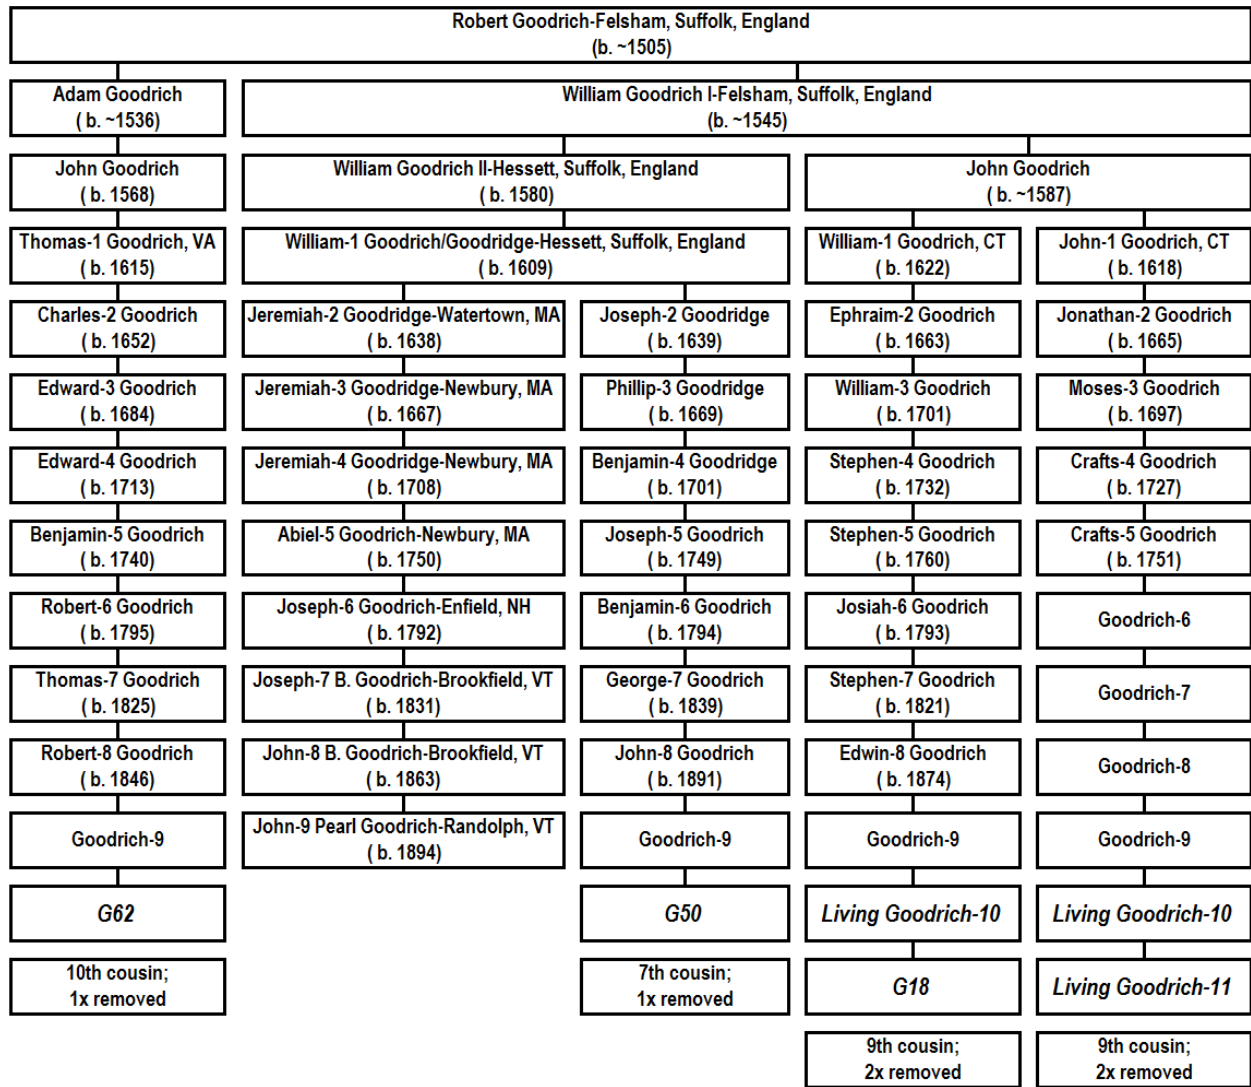 Robert Goodrich-Felsham, Suffolk, England
(b. ~1505)
Adam Goodrich
( b. ~1536)
William Goodrich I-Felsham, Suffolk, England
(b. ~1545)
John Goodrich
( b. 1568)
William Goodrich II-Hessett, Suffolk, England
( b. 1580)
John Goodrich
( b. ~1587)
Thomas-1 Goodrich, VA
( b. 1615)
William-1 Goodrich/Goodridge-Hessett, Suffolk, England
( b. 1609)
William-1 Goodrich, CT
( b. 1622)
John-1 Goodrich, CT
( b. 1618)
Charles-2 Goodrich
( b. 1652)
Jeremiah-2 Goodridge-Watertown, MA
( b. 1638)
Joseph-2 Goodridge
( b. 1639)
Ephraim-2 Goodrich
( b. 1663)
Jonathan-2 Goodrich
( b. 1665)
Edward-3 Goodrich
( b. 1684)
Jeremiah-3 Goodridge-Newbury, MA
( b. 1667)
Phillip-3 Goodridge
( b. 1669)
William-3 Goodrich
( b. 1701)
Moses-3 Goodrich
( b. 1697)
Edward-4 Goodrich
( b. 1713)
Jeremiah-4 Goodridge-Newbury, MA
( b. 1708)
Benjamin-4 Goodridge
( b. 1701)
Stephen-4 Goodrich
( b. 1732)
Crafts-4 Goodrich
( b. 1727)
Benjamin-5 Goodrich
( b. 1740)
Abiel-5 Goodrich-Newbury, MA
( b. 1750)
Joseph-5 Goodrich
( b. 1749)
Stephen-5 Goodrich
( b. 1760)
Crafts-5 Goodrich
( b. 1751)
Robert-6 Goodrich
( b. 1795)
Joseph-6 Goodrich-Enfield, NH
( b. 1792)
Benjamin-6 Goodrich
( b. 1794)
Josiah-6 Goodrich
( b. 1793)
Goodrich-6
Thomas-7 Goodrich
( b. 1825)
Joseph-7 B. Goodrich-Brookfield, VT
( b. 1831)
George-7 Goodrich
( b. 1839)
Stephen-7 Goodrich
( b. 1821)
Goodrich-7
Robert-8 Goodrich
( b. 1846)
John-8 B. Goodrich-Brookfield, VT
( b. 1863)
John-8 Goodrich
( b. 1891)
Edwin-8 Goodrich
( b. 1874)
Goodrich-8
Goodrich-9
John-9 Pearl Goodrich-Randolph, VT
( b. 1894)
Goodrich-9
Goodrich-9
Goodrich-9
G62
G50
Living Goodrich-10
Living Goodrich-10
10th cousin;
1x removed
7th cousin;
1x removed
G18
Living Goodrich-11
9th cousin;
2x removed
9th cousin;
2x removed